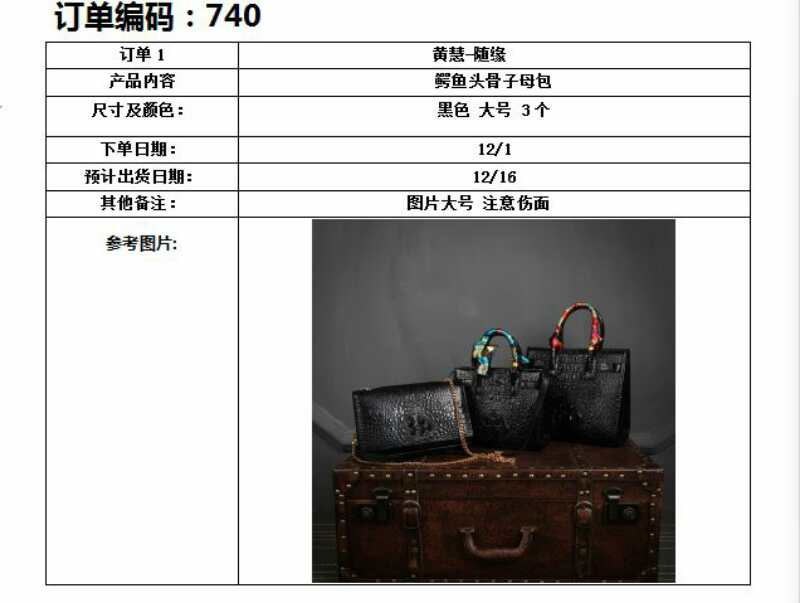 订单编码：740
订单 1 黄慧-随缘
产品内容 鳄鱼头骨子母包
尺寸及颜色： 黑色 大号 3 个
下单日期： 12/1
预计出货日期： 12/16
其他备注： 图片大号 注意伤面
参考图片: